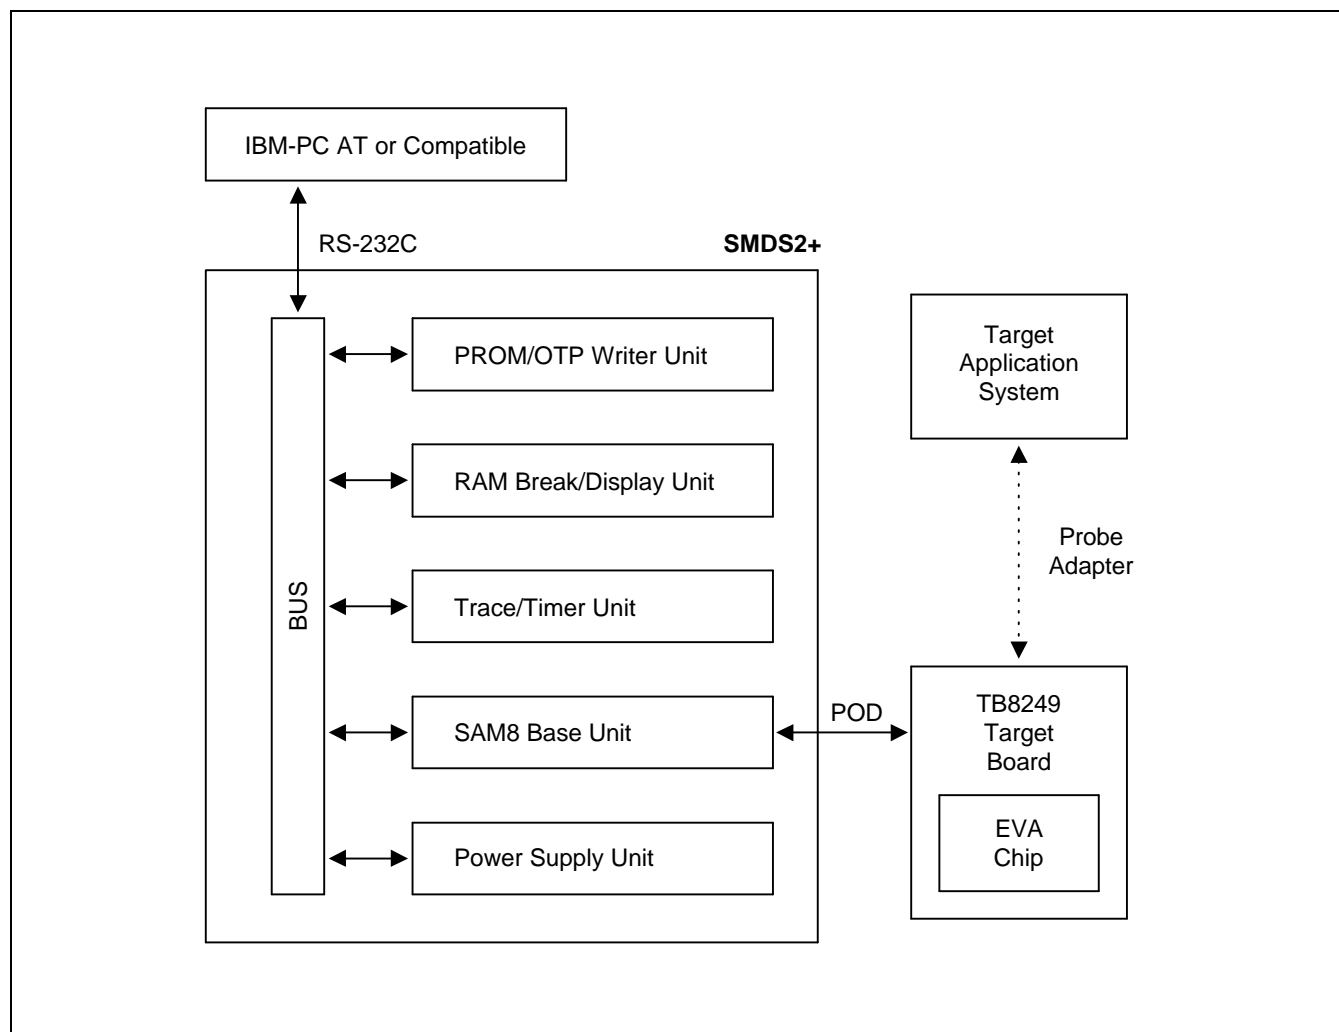 IBM-PC AT or Compatible
RS-232C
SMDS2+
BUS
PROM/OTP Writer Unit
RAM Break/Display Unit
Trace/Timer Unit
SAM8 Base Unit
Power Supply Unit
POD
Target
Application
System
Probe
Adapter
TB8249
Target
Board
EVA
Chip